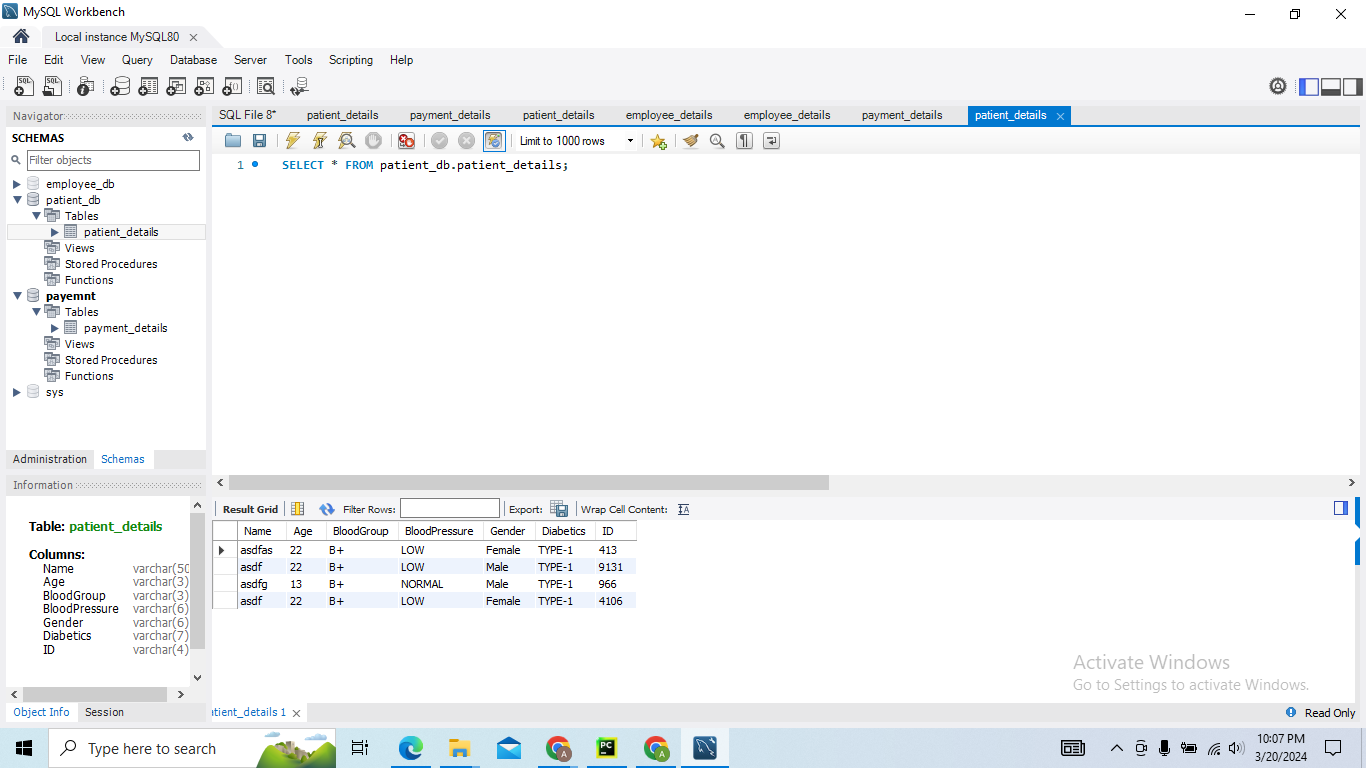 MySQL Workbench
Local instance MySQL80
File Edit View Query Database Server Tools Scripting Help
SQL SQL
Navigator
SCHEMAS
Filter objects
employee_db
patient_db
Tables
patient_details
Views
Stored Procedures
Functions
payemnt
Tables
payment_details
Views
Stored Procedures
Functions
sys
Administration Schemas
Information
Table: patient_details
Columns:
Name varchar(50
Age varchar(3)
BloodGroup varchar(3)
BloodPressure varchar(6)
Gender varchar(6)
Diabetics varchar(7)
ID varchar(4)
Object Info Session
SQL File 8* patient_details payment_details patient_details employee_details employee_details payment_details patient_details
Limit to 1000 rows
1 SELECT * FROM patient_db.patient_details;
Result Grid Filter Rows: Export: Wrap Cell Content:
Name Age BloodGroup BloodPressure Gender Diabetics ID
asdfas 22 B+ LOW Female TYPE-1 413
asdf 22 B+ LOW Male TYPE-1 9131
asdfg 13 B+ NORMAL Male TYPE-1 966
asdf 22 B+ LOW Female TYPE-1 4106
Activate Windows
Go to Settings to activate Windows.
atient_details 1
Read Only
Type here to search
A
PC
A
10:07 PM
3/20/2024